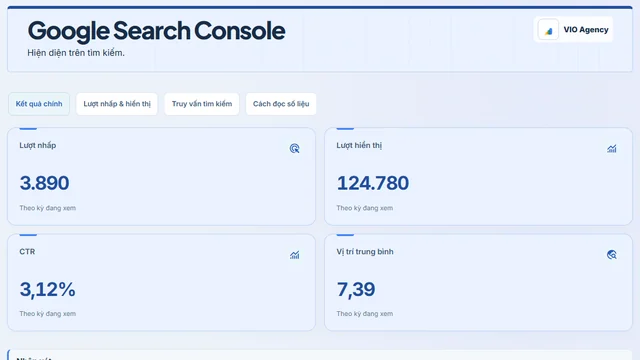 Google Search Console
Hiện diện trên tìm kiếm.
VIO Agency
Kết quả chính
Lượt nhấp & hiển thị
Truy vấn tìm kiếm
Cách đọc số liệu
Lượt nhấp
3.890
Theo kỳ đang xem
Lượt hiển thị
124.780
Theo kỳ đang xem
CTR
3,12%
Theo kỳ đang xem
Vị trí trung bình
7,39
Theo kỳ đang xem